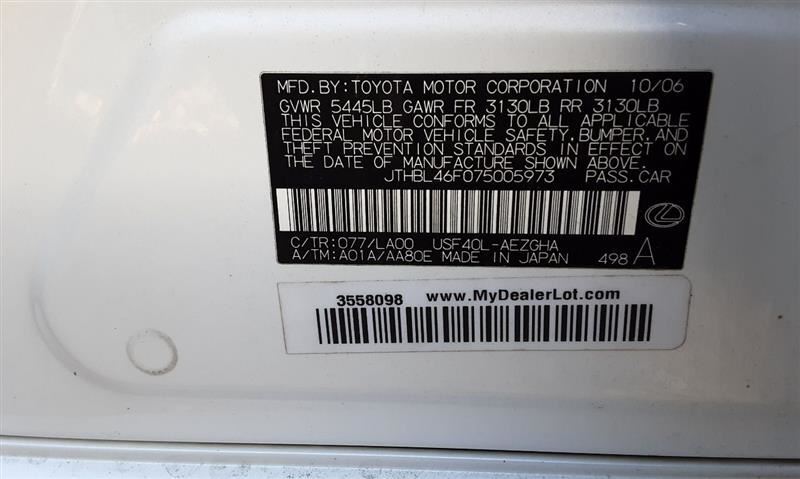 MFD.BY:TOYOTA MOTOR CORPORATION 10/06
GVWR 5445LB GAWR FR 3130LB RR 3130LB
THIS VEHICLE CONFORMS TO ALL APPLICABLE
FEDERAL MOTOR VEHICLE SAFETY,BUMPER,AND
THEFT PREVENTION STANDARDS IN EFFECT ON
THE DATE OF MANUFACTURE SHOWN ABOVE.
JTHBL46F075005973 PASS.CAR
C/TR:077/LA00 USF40L-AEZGHA
A/TM:A01A/AA80E MADE IN JAPAN 498 A
3558098 www.MyDealerLot.com